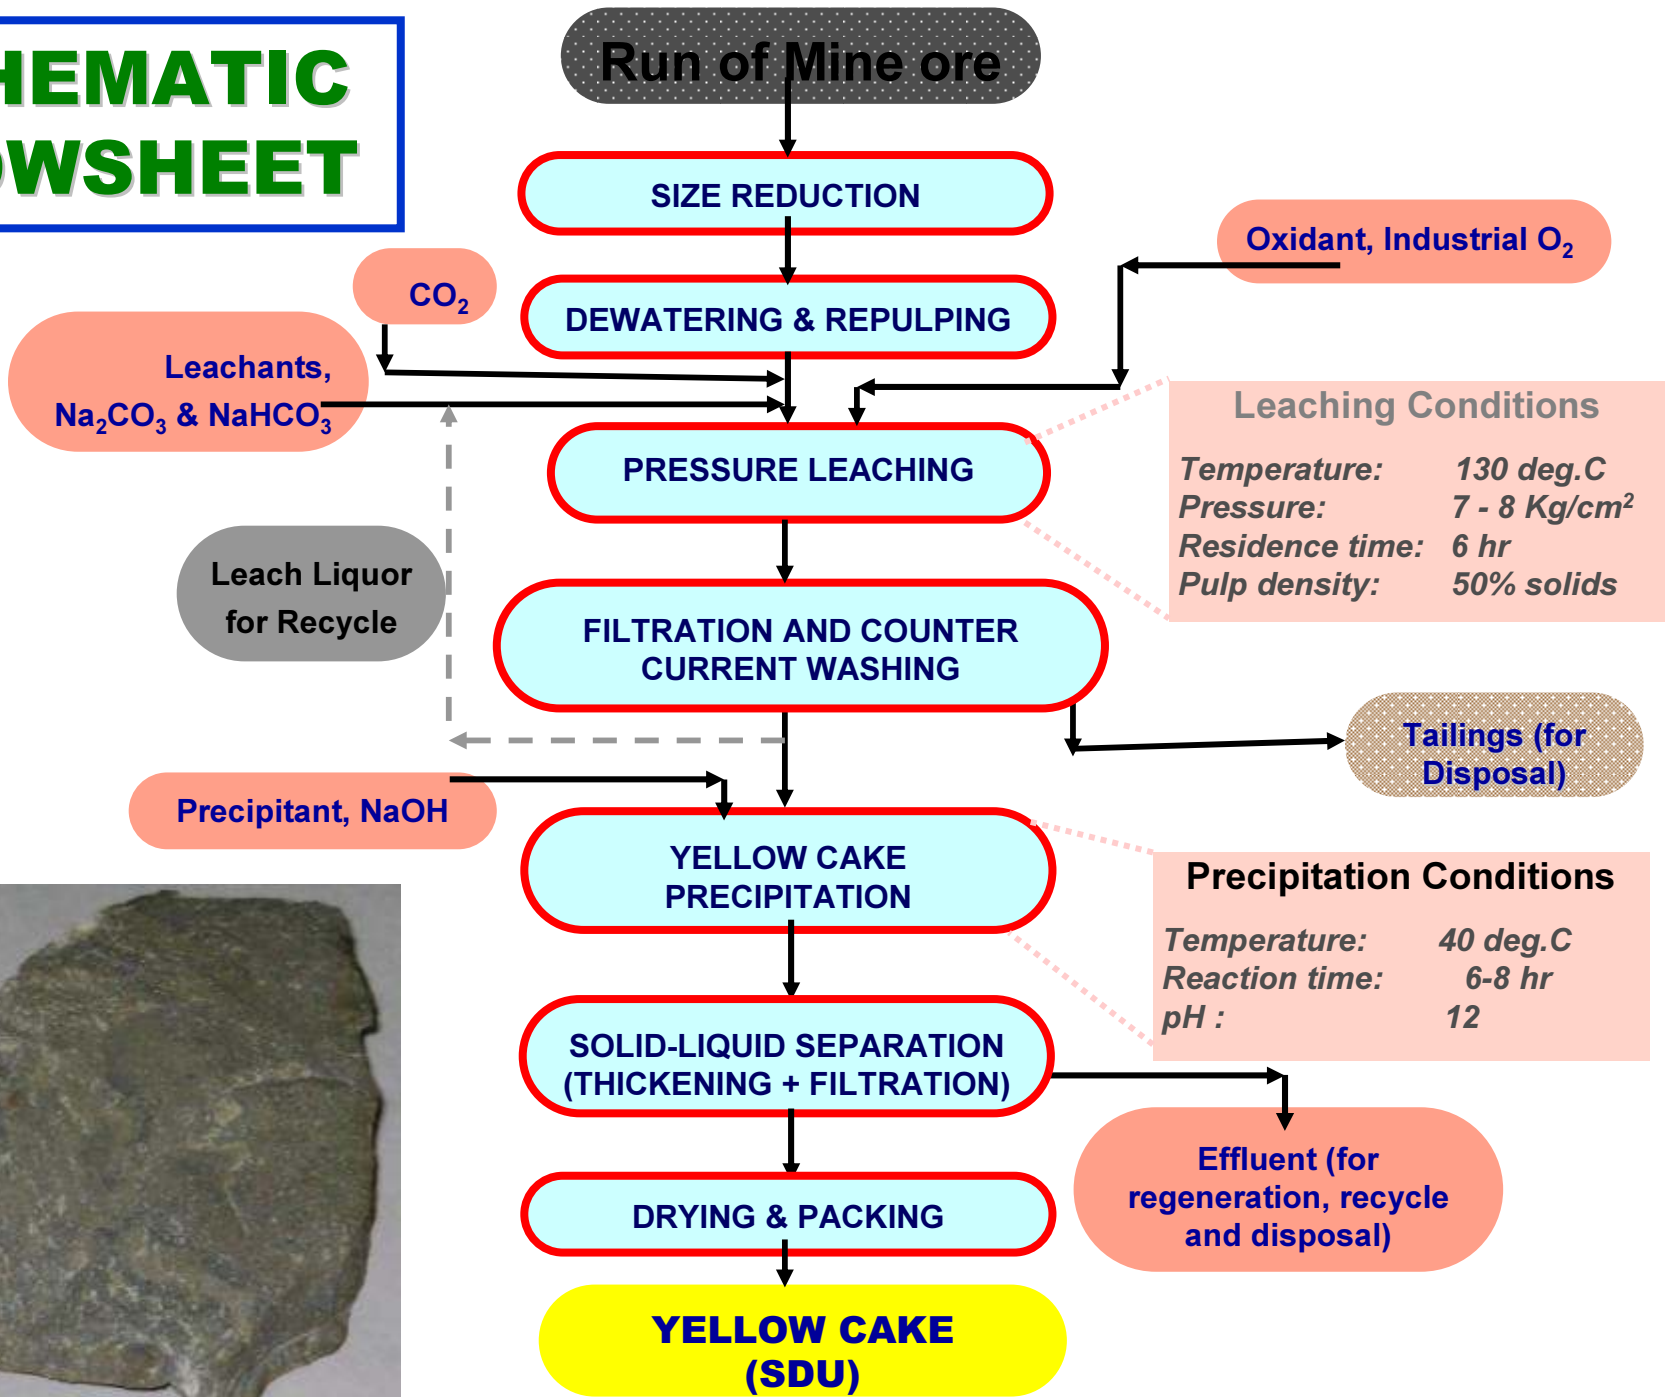 HEMATIC
OWSHEET
Run of Mine ore
SIZE REDUCTION
Oxidant, Industrial O₂
CO₂
DEWATERING & REPULPING
Leachants,
Na₂CO₃ & NaHCO₃
Leaching Conditions
Temperature: 130 deg.C
Pressure: 7 - 8 Kg/cm²
Residence time: 6 hr
Pulp density: 50% solids
PRESSURE LEACHING
Leach Liquor
for Recycle
FILTRATION AND COUNTER
CURRENT WASHING
Tailings (for
Disposal)
Precipitant, NaOH
YELLOW CAKE
PRECIPITATION
Precipitation Conditions
Temperature: 40 deg.C
Reaction time: 6-8 hr
pH : 12
SOLID-LIQUID SEPARATION
(THICKENING + FILTRATION)
Effluent (for
regeneration, recycle
and disposal)
DRYING & PACKING
YELLOW CAKE
(SDU)